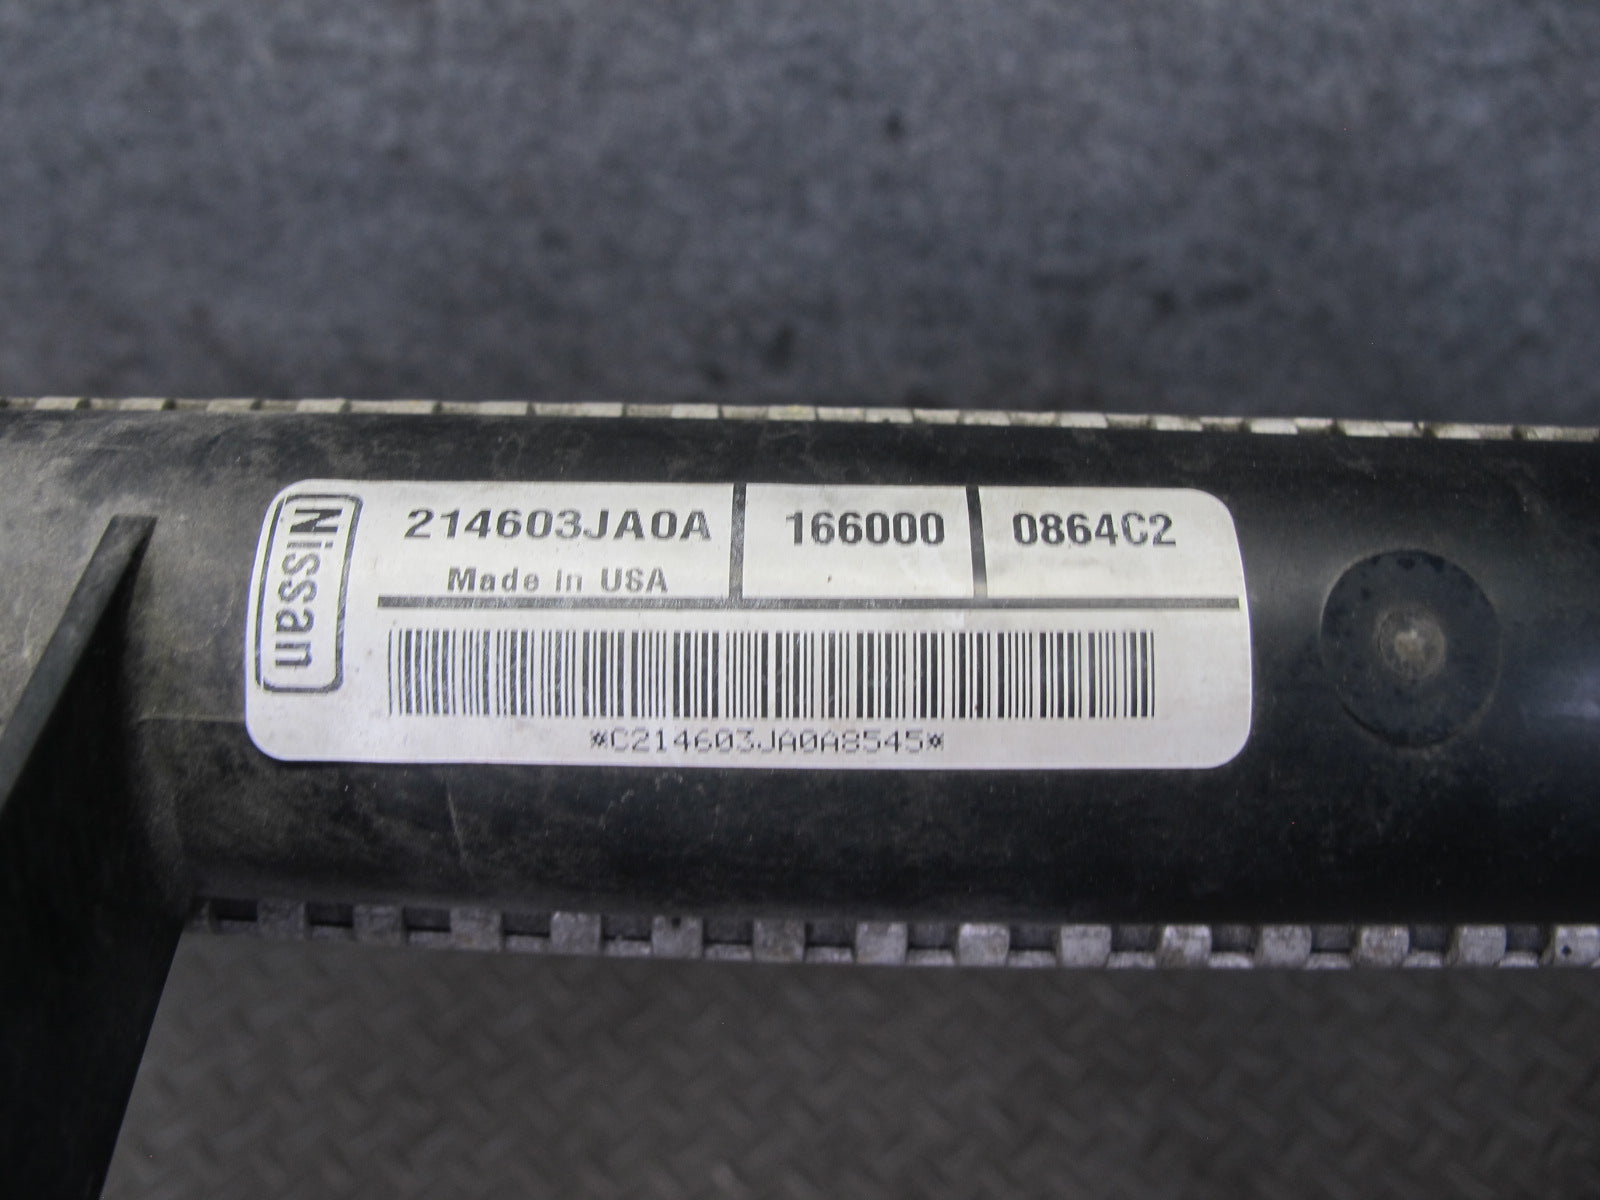 Nissan
214603JA0A 166000 0864C2
Made in USA
*C214603JA0A8545*